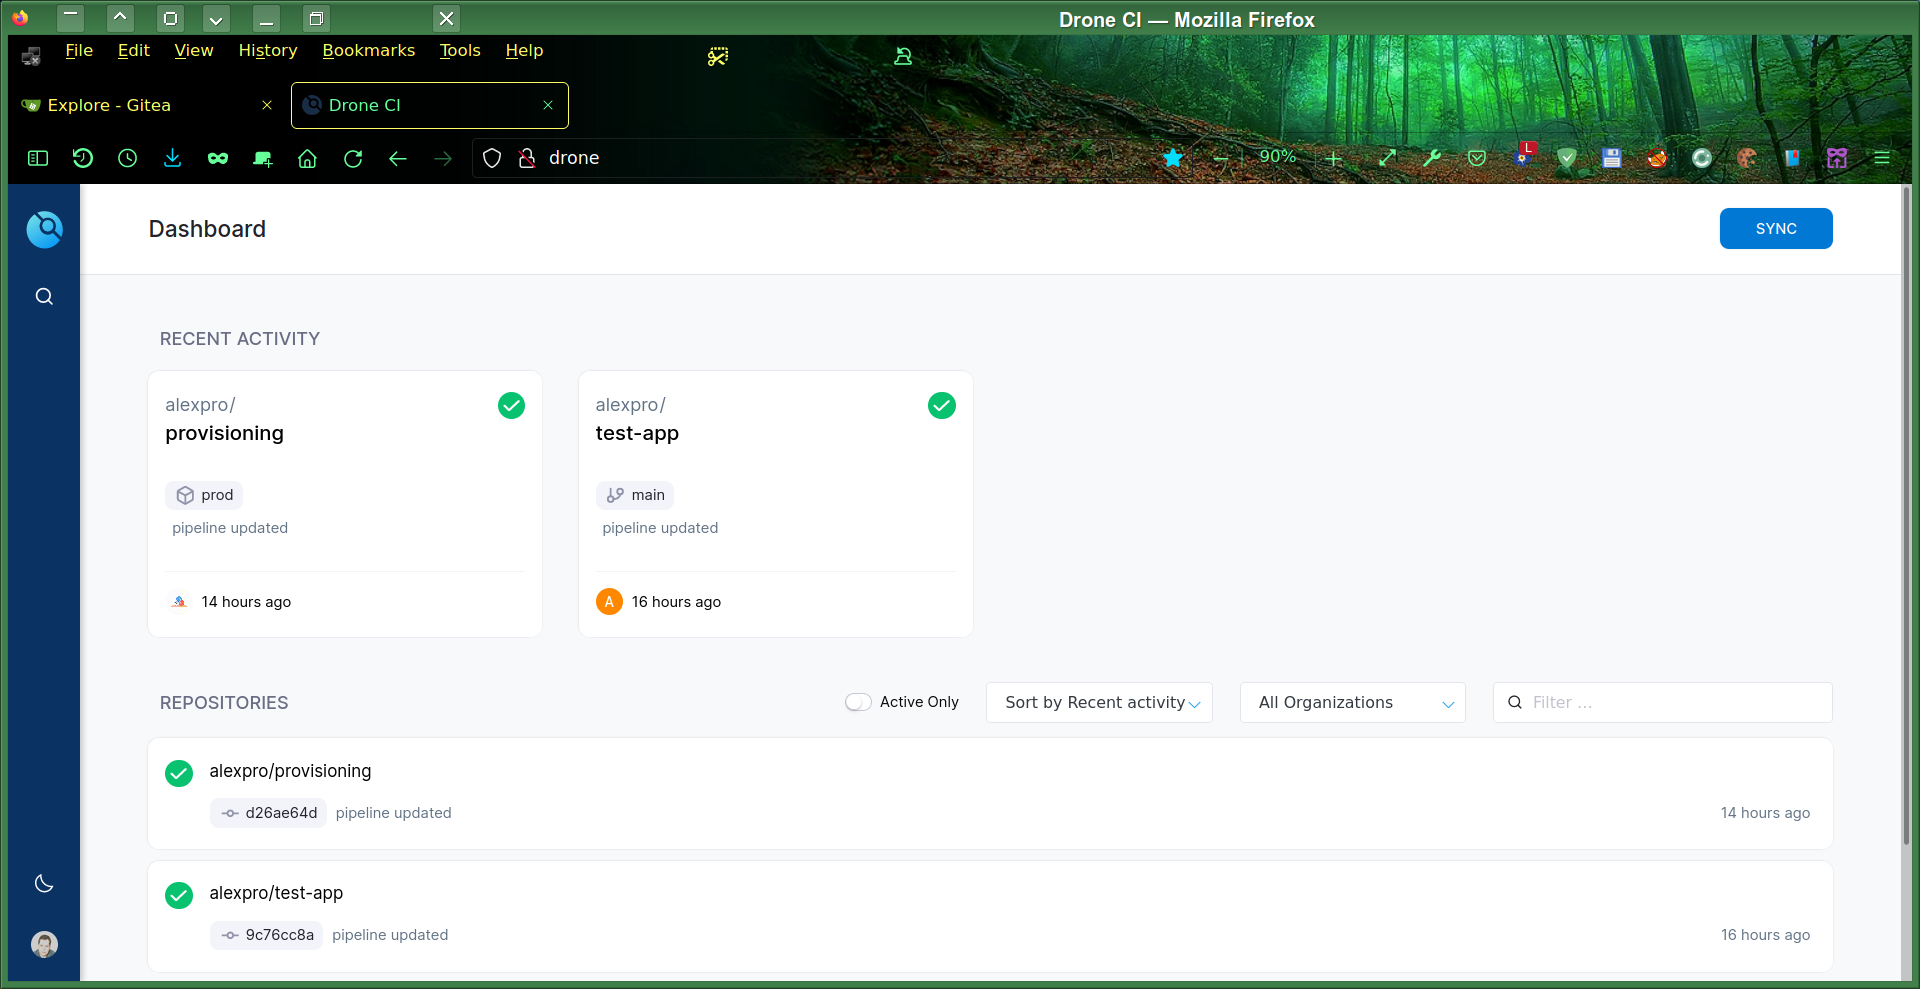 Drone CI — Mozilla Firefox
File Edit View History Bookmarks Tools Help
Explore - Gitea
Drone CI
drone
90%
L
Dashboard
SYNC
RECENT ACTIVITY
alexpro/
provisioning
prod
pipeline updated
14 hours ago
alexpro/
test-app
main
pipeline updated
A
16 hours ago
REPOSITORIES
Active Only
Sort by Recent activity
All Organizations
Filter ...
alexpro/provisioning
d26ae64d pipeline updated
14 hours ago
alexpro/test-app
9c76cc8a pipeline updated
16 hours ago